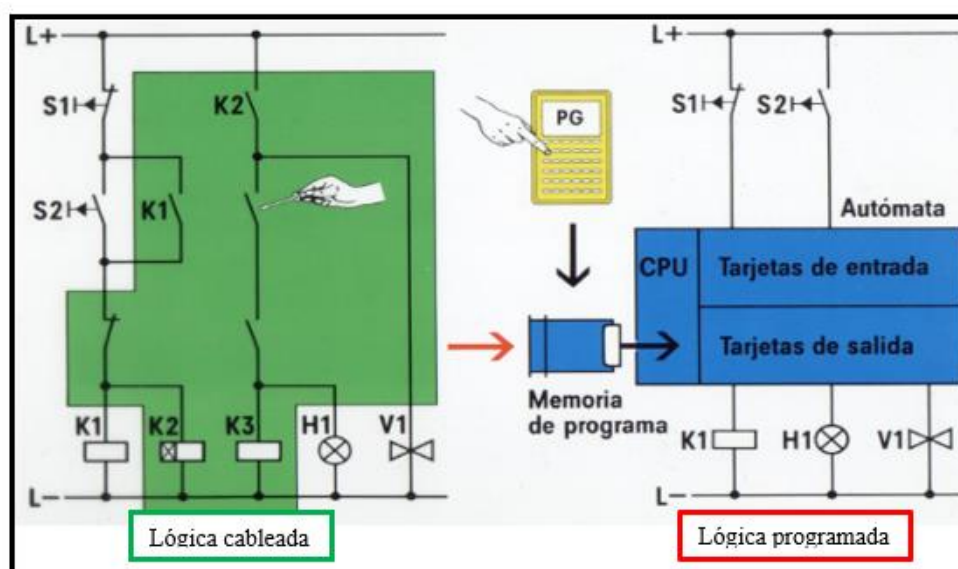 L+
S1
K2
S2
K1
K1
K2
K3
H1
V1
L−
Lógica cableada
PG
Memoria
de programa
L+
S1
S2
Autómata
CPU
Tarjetas de entrada
Tarjetas de salida
K1
H1
V1
L−
Lógica programada